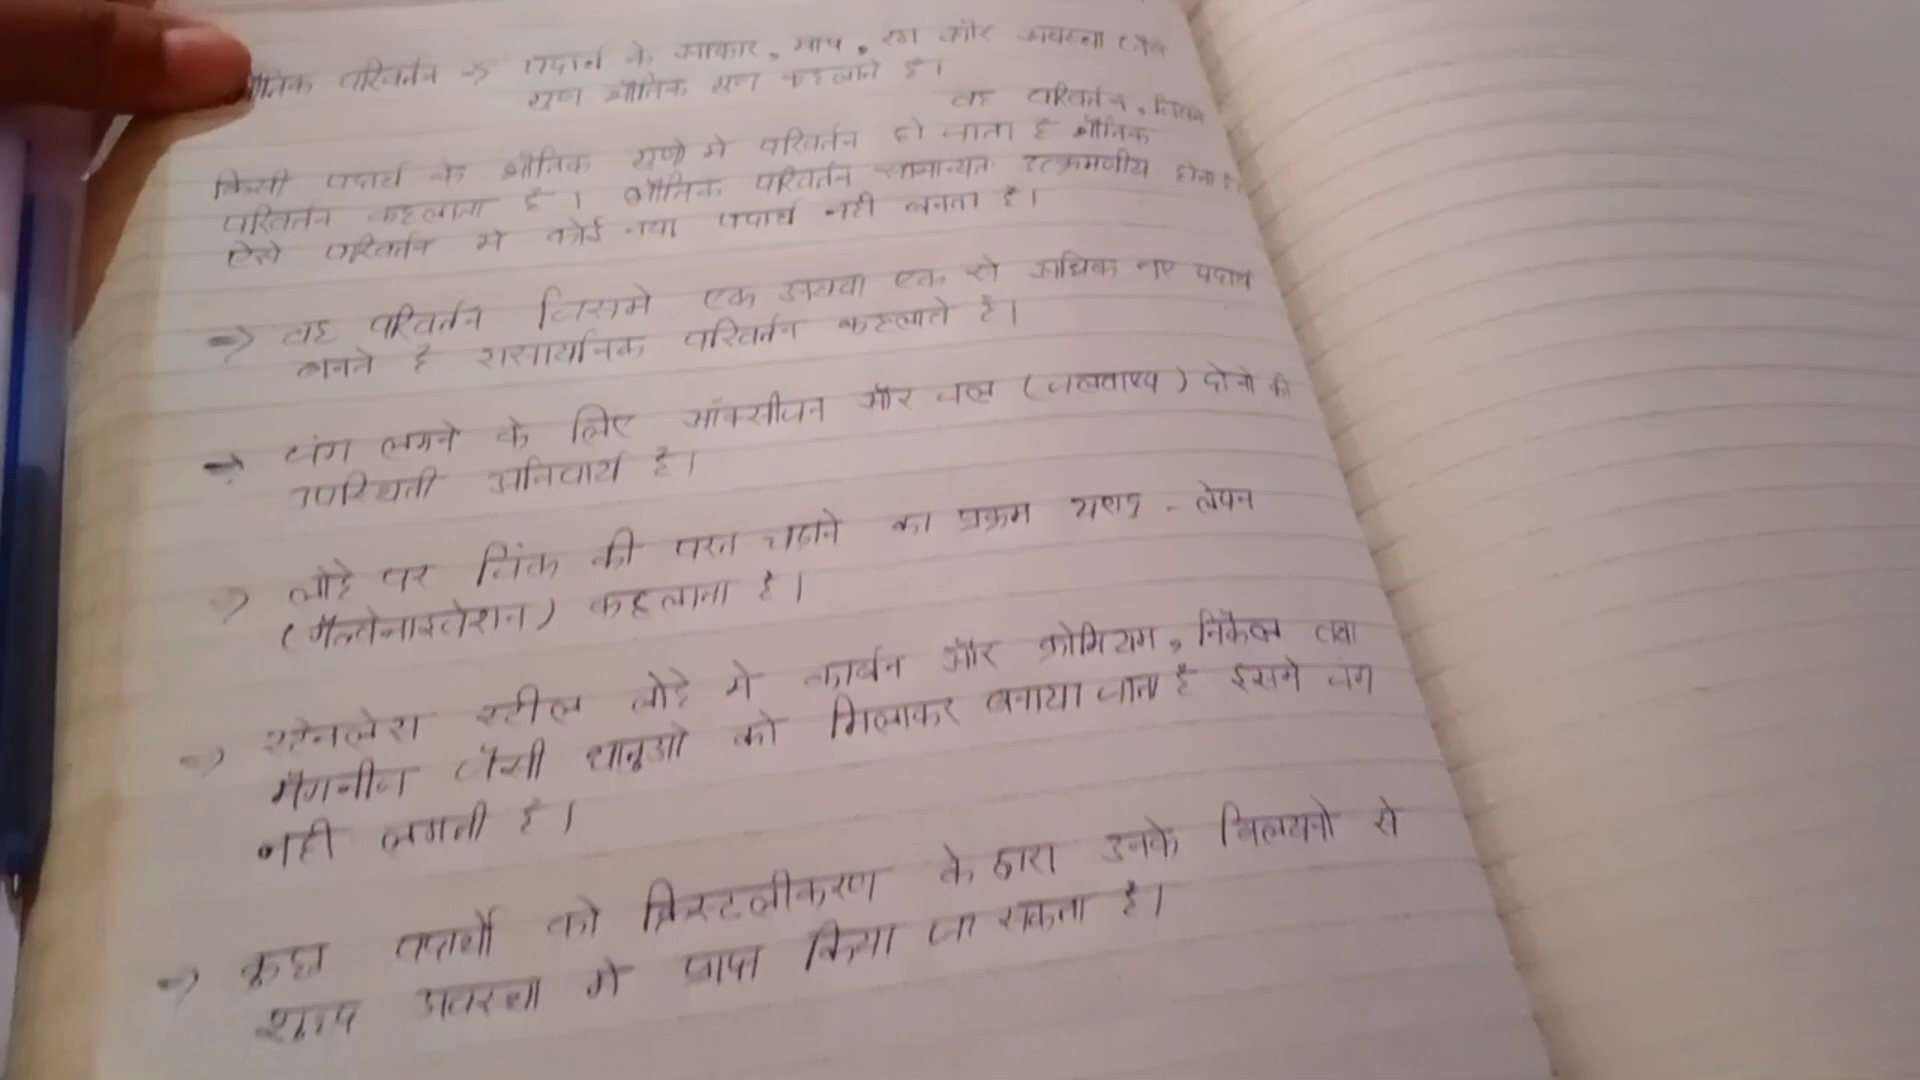 भौतिक परिवर्तन → पदार्थ के आकार, माप, रंग और अवस्था जैसे
गुण भौतिक गुण कहलाते है।
वह परिवर्तन, जिसमे
किसी पदार्थ के भौतिक गुणो मे परिवर्तन हो जाता है भौतिक
परिवर्तन कहलाता है। भौतिक परिवर्तन सामान्यत उत्क्रमणीय होता है।
ऐसे परिवर्तन मे कोई नया पदार्थ नही बनता है।
⇒ वह परिवर्तन जिसमे एक अथवा एक से अधिक नए पदार्थ
बनते है रासायनिक परिवर्तन कहलाते है।
→ जंग लगने के लिए ऑक्सीजन और जल (जलवाष्प) दोनो की
उपस्थिती अनिवार्य है।
⇒ लोहे पर जिंक की परत चढ़ाने का प्रक्रम यशद - लेपन
(गैल्वेनाइजेशन) कहलाता है।
⇒ स्टेनलेस स्टील लोहे मे कार्बन और क्रोमियम, निकैल तथा
मैगनीज जैसी धातुओ को मिलाकर बनाया जाता है इसमे जंग
नही लगती है।
⇒ कुछ पदार्थो को क्रिस्टलीकरण के द्वारा उनके विलयनो से
शुद्ध अवस्था मे प्राप्त किया जा सकता है।